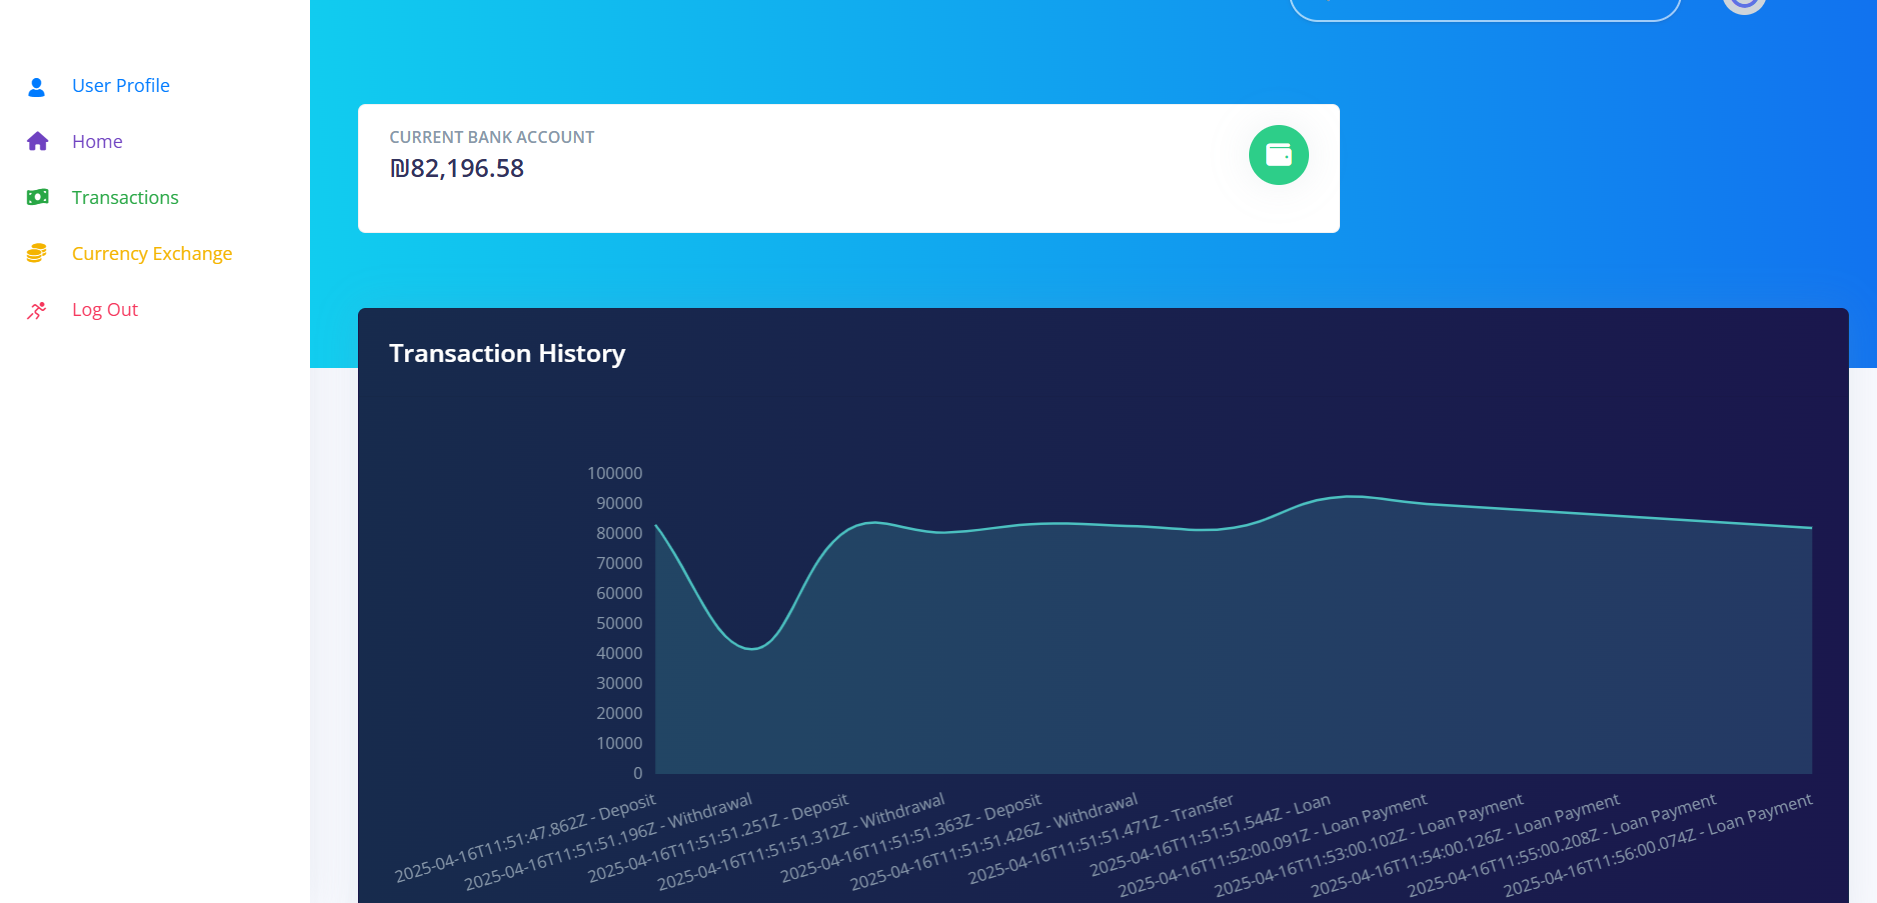 User Profile
Home
Transactions
Currency Exchange
Log Out
CURRENT BANK ACCOUNT
₪82,196.58
Transaction History
100000
90000
80000
70000
60000
50000
40000
30000
20000
10000
0
2025-04-16T11:51:47.862Z - Deposit
2025-04-16T11:51:51.196Z - Withdrawal
2025-04-16T11:51:51.251Z - Deposit
2025-04-16T11:51:51.312Z - Withdrawal
2025-04-16T11:51:51.363Z - Deposit
2025-04-16T11:51:51.426Z - Withdrawal
2025-04-16T11:51:51.471Z - Transfer
2025-04-16T11:51:51.544Z - Loan
2025-04-16T11:52:00.091Z - Loan Payment
2025-04-16T11:53:00.102Z - Loan Payment
2025-04-16T11:54:00.126Z - Loan Payment
2025-04-16T11:55:00.208Z - Loan Payment
2025-04-16T11:56:00.074Z - Loan Payment